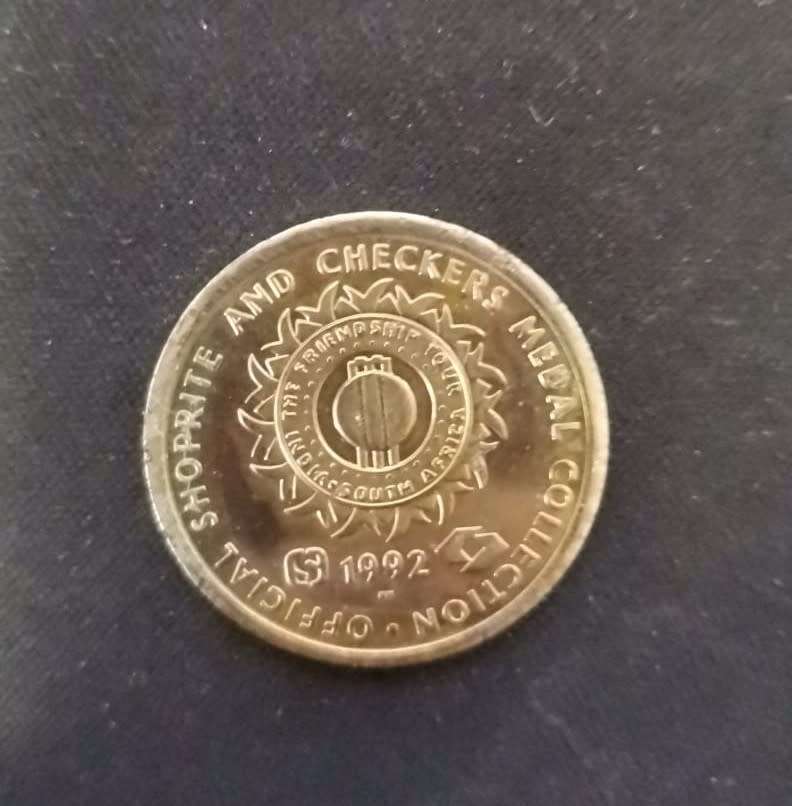 OFFICIAL SHOPRITE AND CHECKERS MEDAL COLLECTION •
THE FRIENDSHIP TOUR
INDIA • SOUTH AFRICA
S 1992